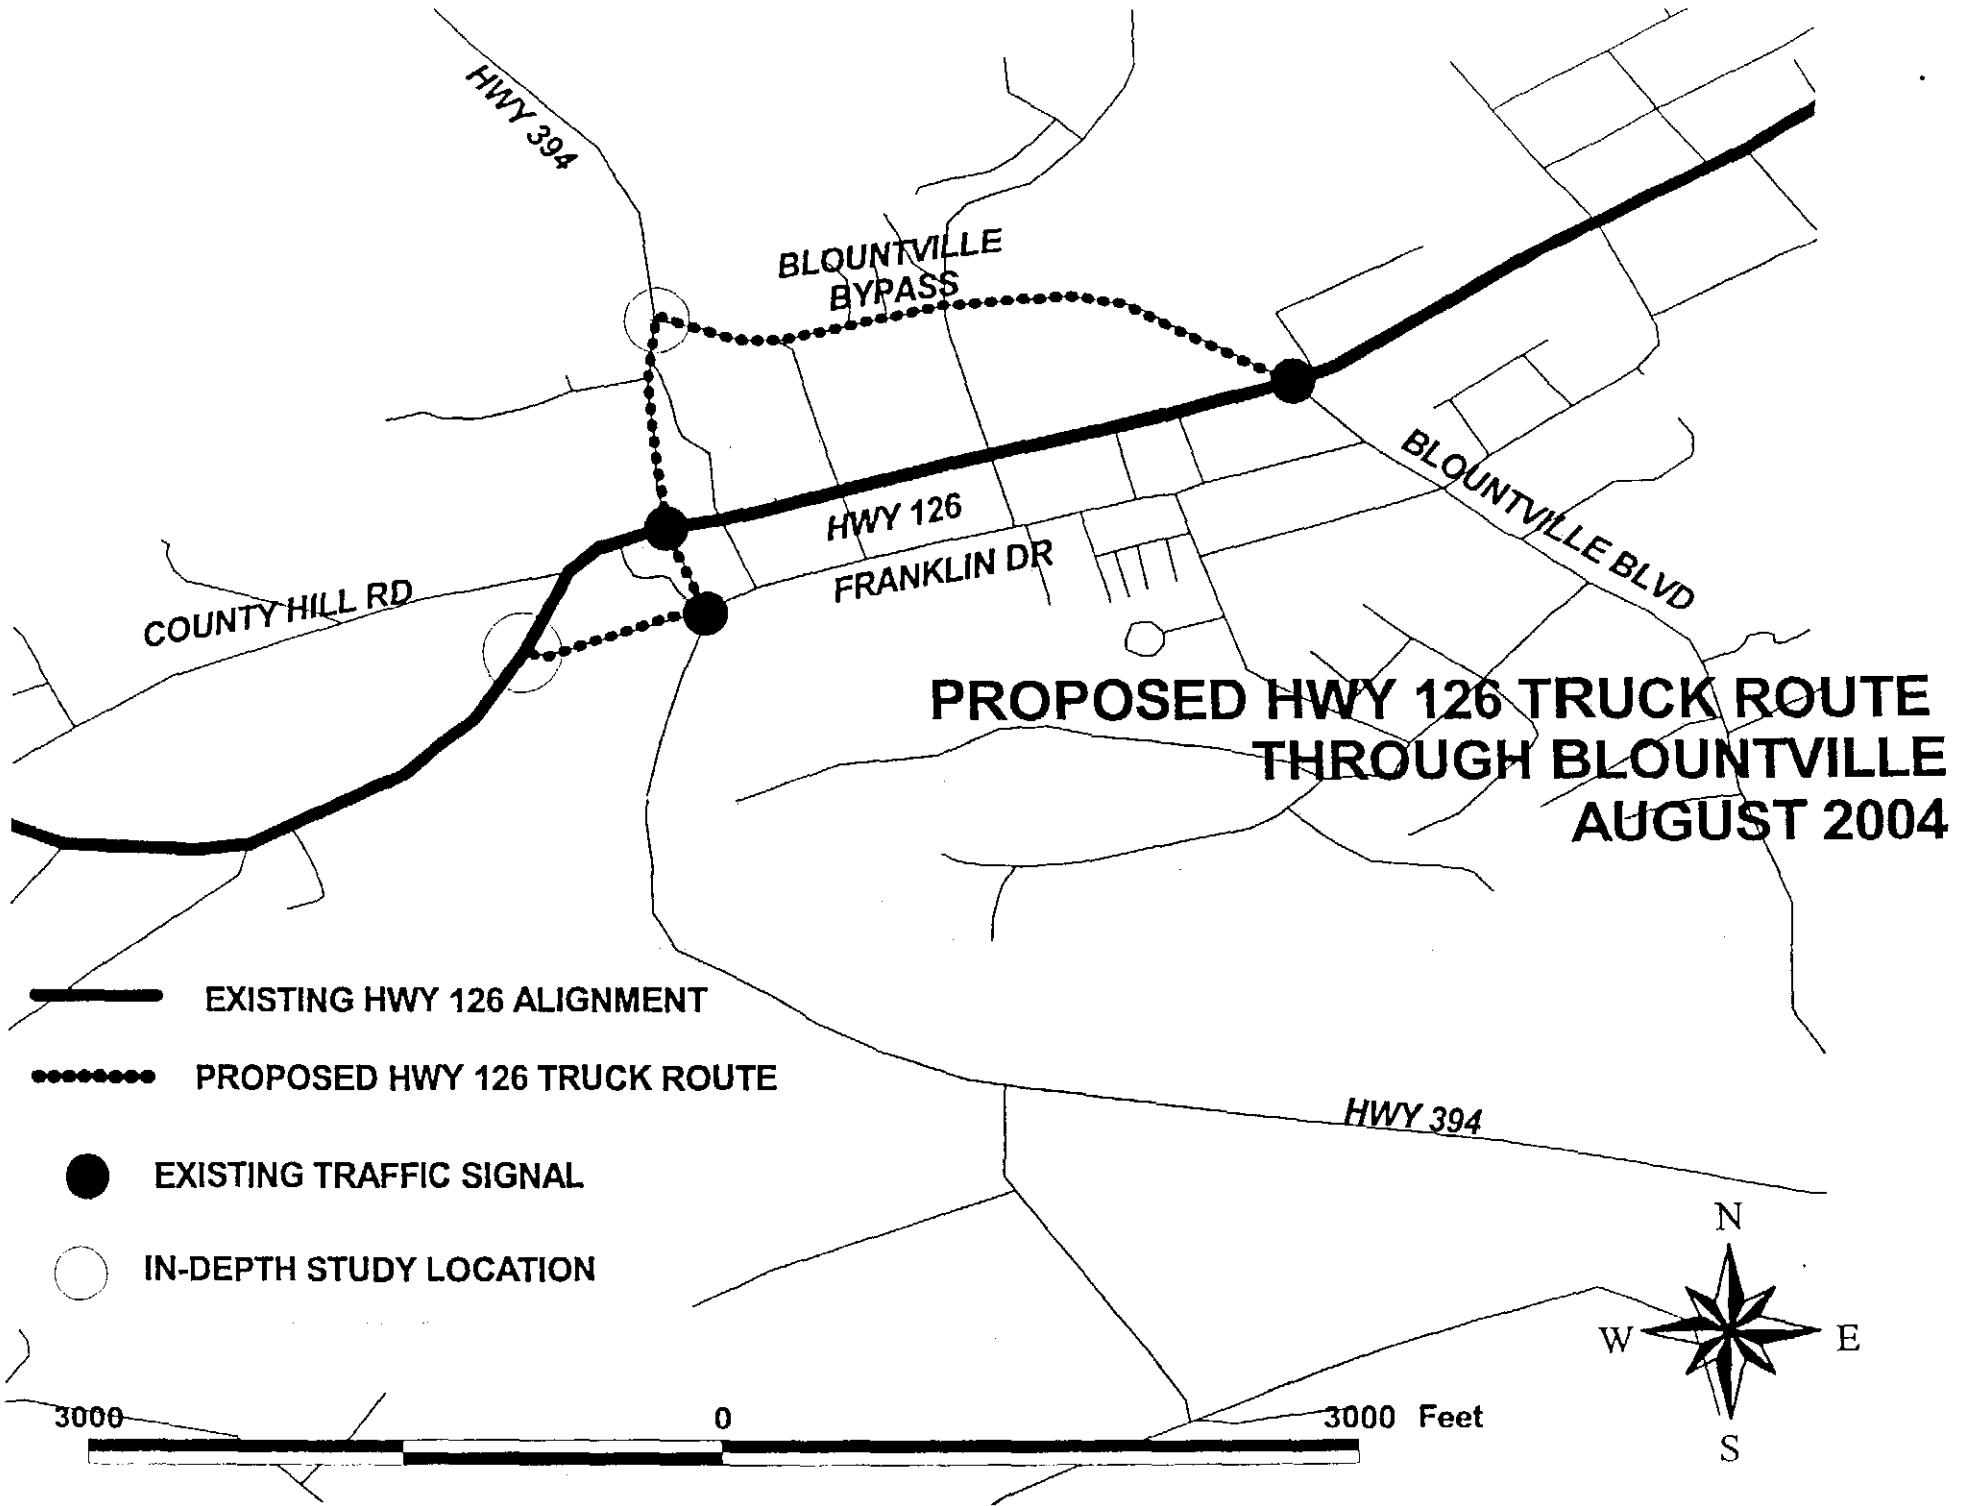 HWY 394
BLOUNTVILLE
BYPASS
BLOUNTVILLE BLVD
HWY 126
FRANKLIN DR
COUNTY HILL RD
PROPOSED HWY 126 TRUCK ROUTE
THROUGH BLOUNTVILLE
AUGUST 2004
EXISTING HWY 126 ALIGNMENT
PROPOSED HWY 126 TRUCK ROUTE
EXISTING TRAFFIC SIGNAL
IN-DEPTH STUDY LOCATION
HWY 394
N
W E
S
3000 0 3000 Feet